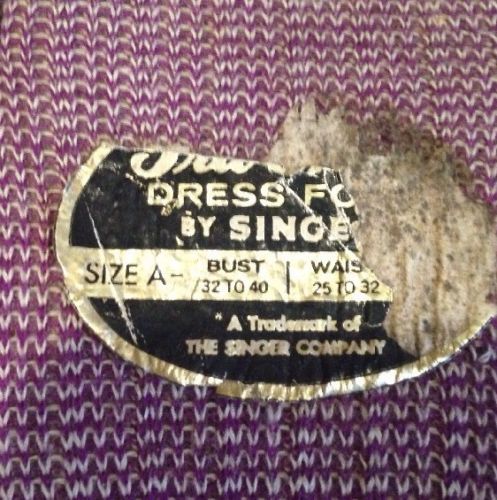 DRESS FO
BY SINGE
SIZE A- BUST | WAIS
32 TO 40 25 TO 32
* A Trademark of
THE SINGER COMPANY